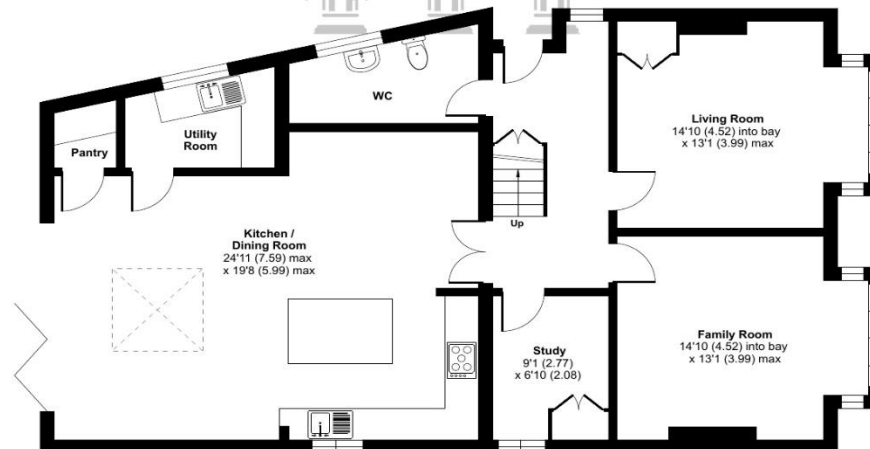 WC
Utility
Room
Pantry
Living Room
14'10 (4.52) into bay
x 13'1 (3.99) max
Up
Kitchen /
Dining Room
24'11 (7.59) max
x 19'8 (5.99) max
Study
9'1 (2.77)
x 6'10 (2.08)
Family Room
14'10 (4.52) into bay
x 13'1 (3.99) max